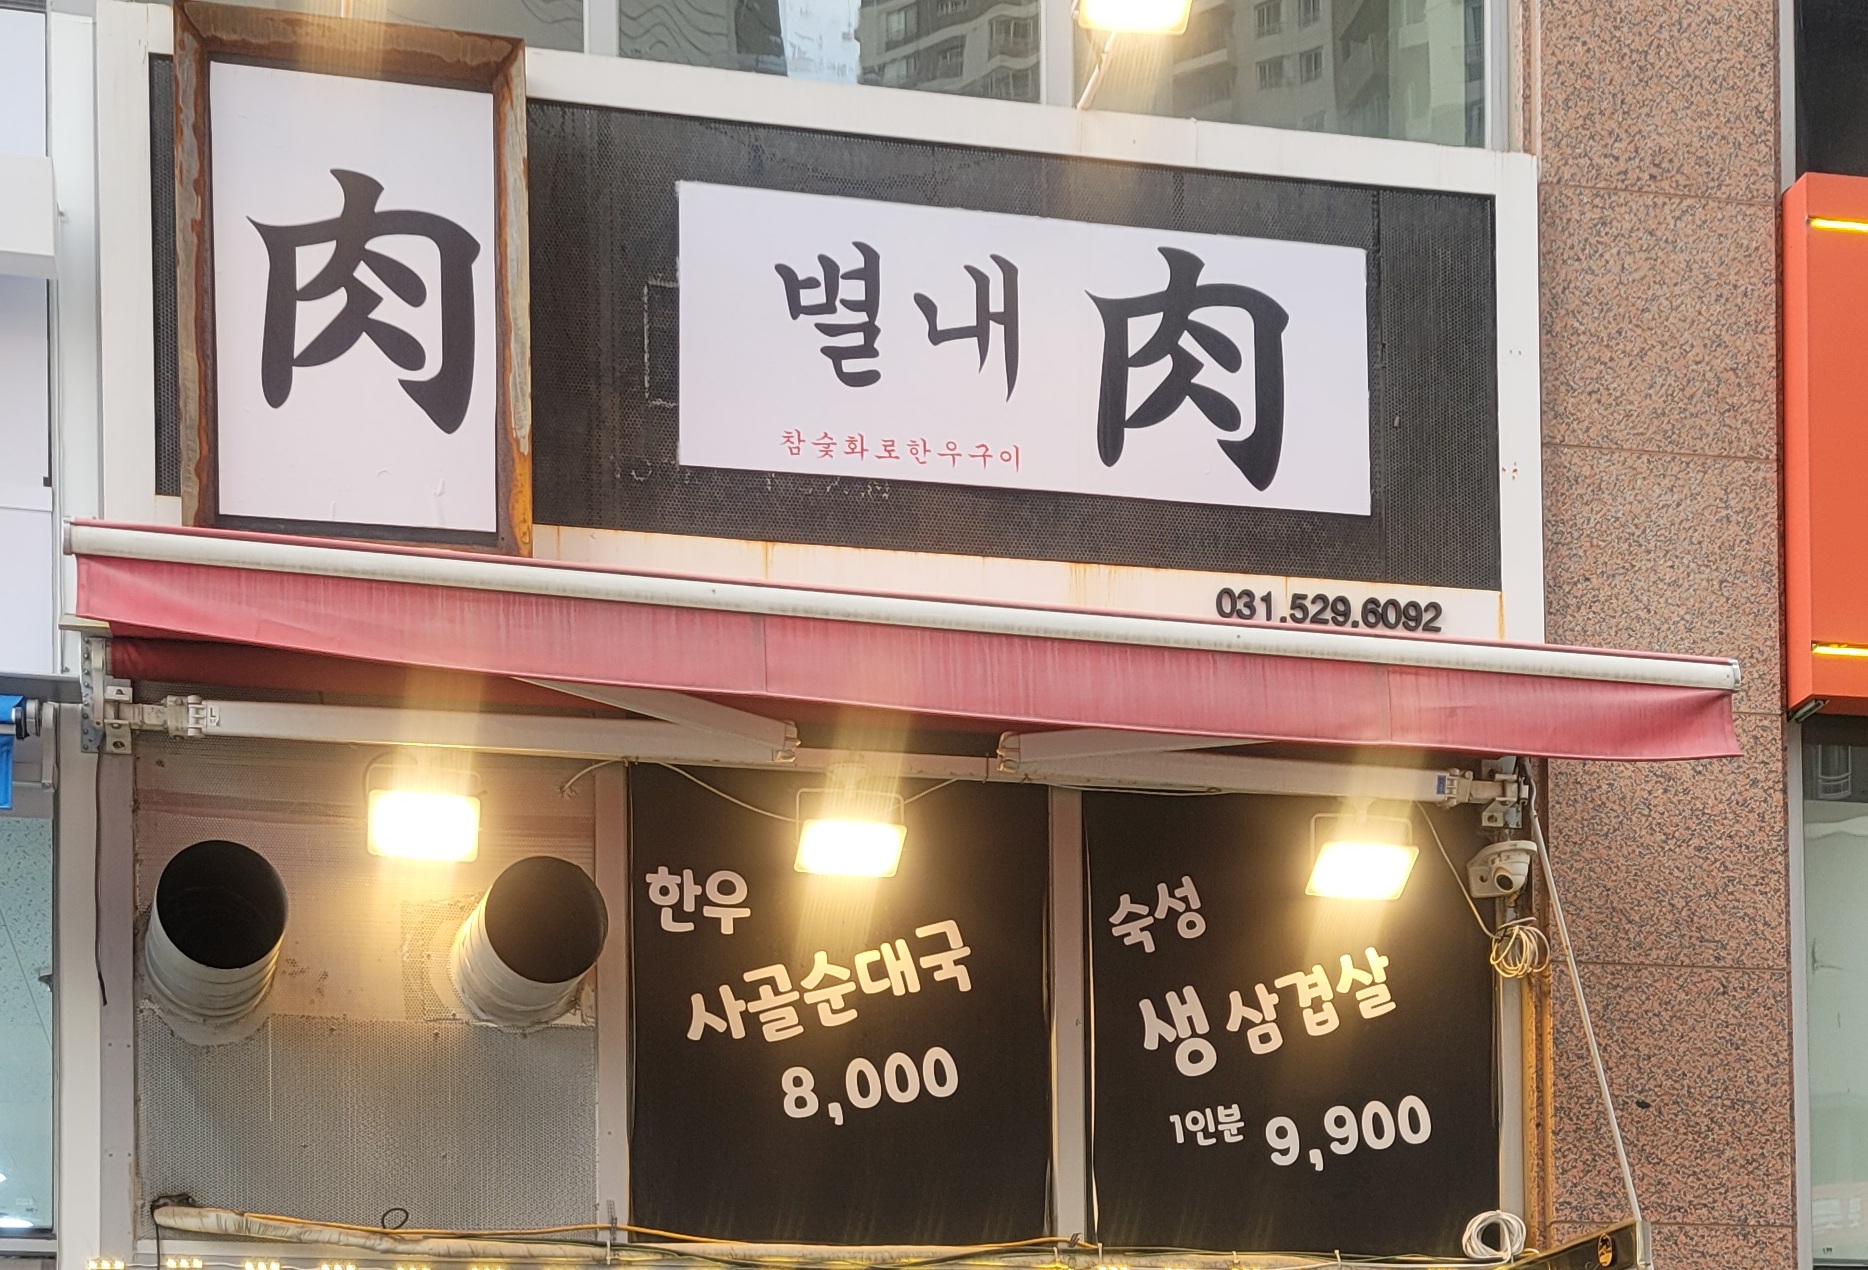 肉
별내 肉
참숯화로한우구이
031.529.6092
한우
사골순대국
8,000
숙성
생 삼겹살
1인분 9,900